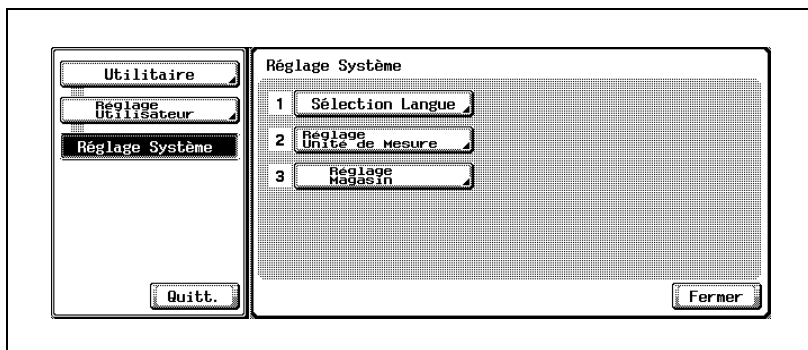 Utilitaire
Réglage
Utilisateur
Réglage Système
Quitt.
Réglage Système
1 Sélection Langue
2 Réglage
Unité de Mesure
3 Réglage
Magasin
Fermer